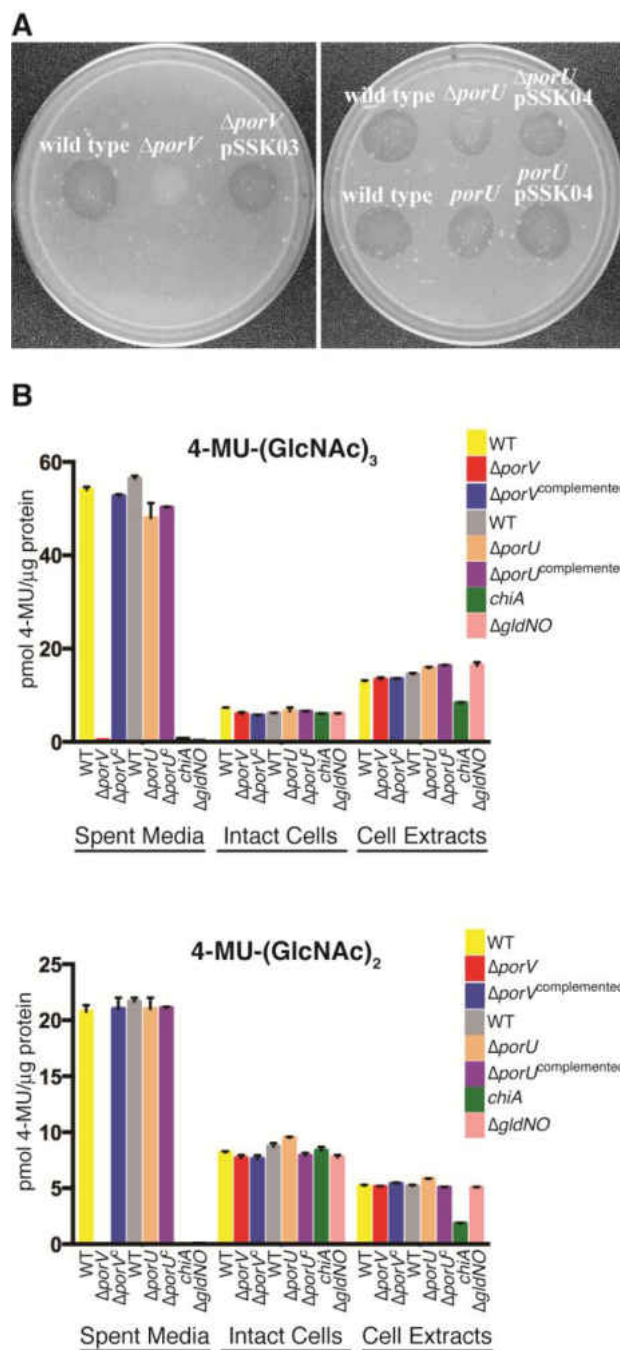 A
wild type ΔporV ΔporV pSSK03
wild type ΔporU ΔporU pSSK04
wild type porU porU pSSK04
B
4-MU-(GlcNAc)3
pmol 4-MU/μg protein
60
40
20
0
WT
ΔporV
ΔporVcomplemented
WT
ΔporU
ΔporUcomplemented
chiA
ΔgldNO
WT ΔporV ΔporVc WT ΔporU ΔporUc chiA ΔgldNO WT ΔporV ΔporVc WT ΔporU ΔporUc chiA ΔgldNO WT ΔporV ΔporVc WT ΔporU ΔporUc chiA ΔgldNO
Spent Media Intact Cells Cell Extracts
4-MU-(GlcNAc)2
pmol 4-MU/μg protein
25
20
15
10
5
0
WT
ΔporV
ΔporVcomplemented
WT
ΔporU
ΔporUcomplemented
chiA
ΔgldNO
WT ΔporV ΔporVc WT ΔporU ΔporUc chiA ΔgldNO WT ΔporV ΔporVc WT ΔporU ΔporUc chiA ΔgldNO WT ΔporV ΔporVc WT ΔporU ΔporUc chiA ΔgldNO
Spent Media Intact Cells Cell Extracts